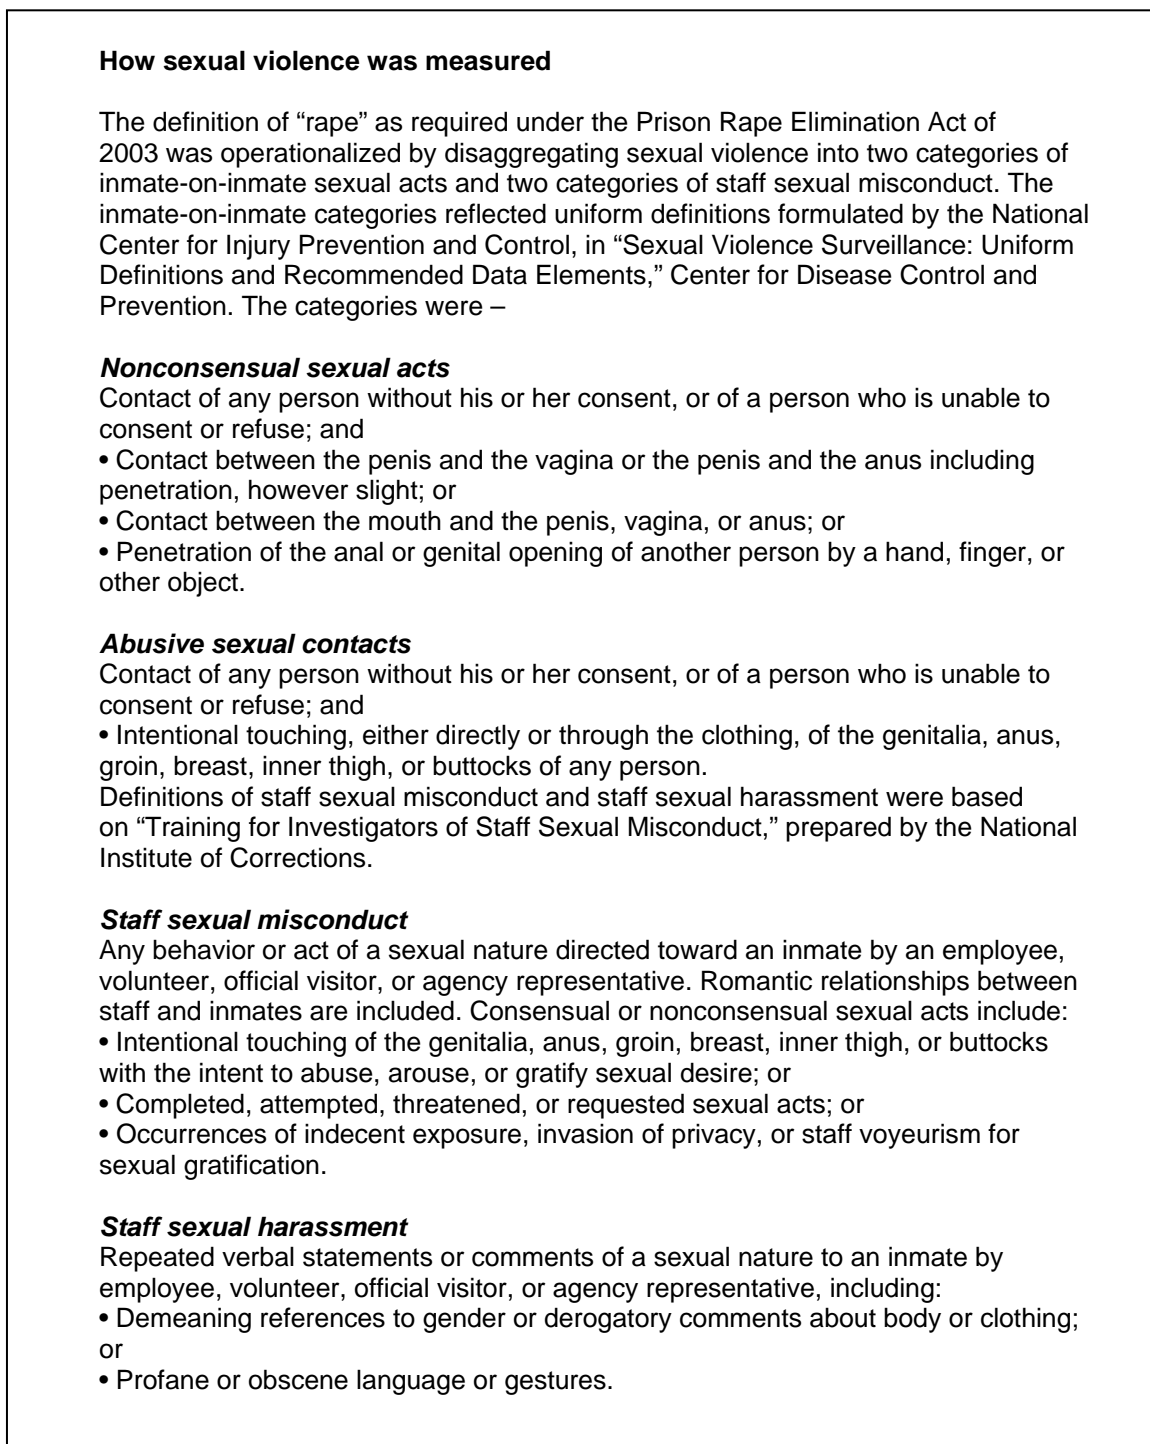 How sexual violence was measured
The definition of “rape” as required under the Prison Rape Elimination Act of
2003 was operationalized by disaggregating sexual violence into two categories of
inmate-on-inmate sexual acts and two categories of staff sexual misconduct. The
inmate-on-inmate categories reflected uniform definitions formulated by the National
Center for Injury Prevention and Control, in “Sexual Violence Surveillance: Uniform
Definitions and Recommended Data Elements,” Center for Disease Control and
Prevention. The categories were –
Nonconsensual sexual acts
Contact of any person without his or her consent, or of a person who is unable to
consent or refuse; and
• Contact between the penis and the vagina or the penis and the anus including
penetration, however slight; or
• Contact between the mouth and the penis, vagina, or anus; or
• Penetration of the anal or genital opening of another person by a hand, finger, or
other object.
Abusive sexual contacts
Contact of any person without his or her consent, or of a person who is unable to
consent or refuse; and
• Intentional touching, either directly or through the clothing, of the genitalia, anus,
groin, breast, inner thigh, or buttocks of any person.
Definitions of staff sexual misconduct and staff sexual harassment were based
on “Training for Investigators of Staff Sexual Misconduct,” prepared by the National
Institute of Corrections.
Staff sexual misconduct
Any behavior or act of a sexual nature directed toward an inmate by an employee,
volunteer, official visitor, or agency representative. Romantic relationships between
staff and inmates are included. Consensual or nonconsensual sexual acts include:
• Intentional touching of the genitalia, anus, groin, breast, inner thigh, or buttocks
with the intent to abuse, arouse, or gratify sexual desire; or
• Completed, attempted, threatened, or requested sexual acts; or
• Occurrences of indecent exposure, invasion of privacy, or staff voyeurism for
sexual gratification.
Staff sexual harassment
Repeated verbal statements or comments of a sexual nature to an inmate by
employee, volunteer, official visitor, or agency representative, including:
• Demeaning references to gender or derogatory comments about body or clothing;
or
• Profane or obscene language or gestures.